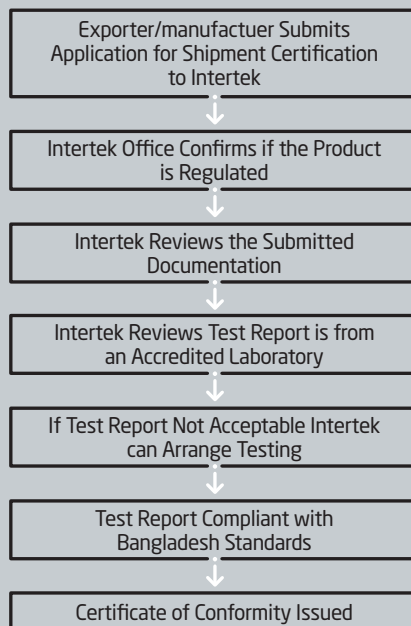 Exporter/manufactuer Submits
Application for Shipment Certification
to Intertek
Intertek Office Confirms if the Product
is Regulated
Intertek Reviews the Submitted
Documentation
Intertek Reviews Test Report is from
an Accredited Laboratory
If Test Report Not Acceptable Intertek
can Arrange Testing
Test Report Compliant with
Bangladesh Standards
Certificate of Conformity Issued